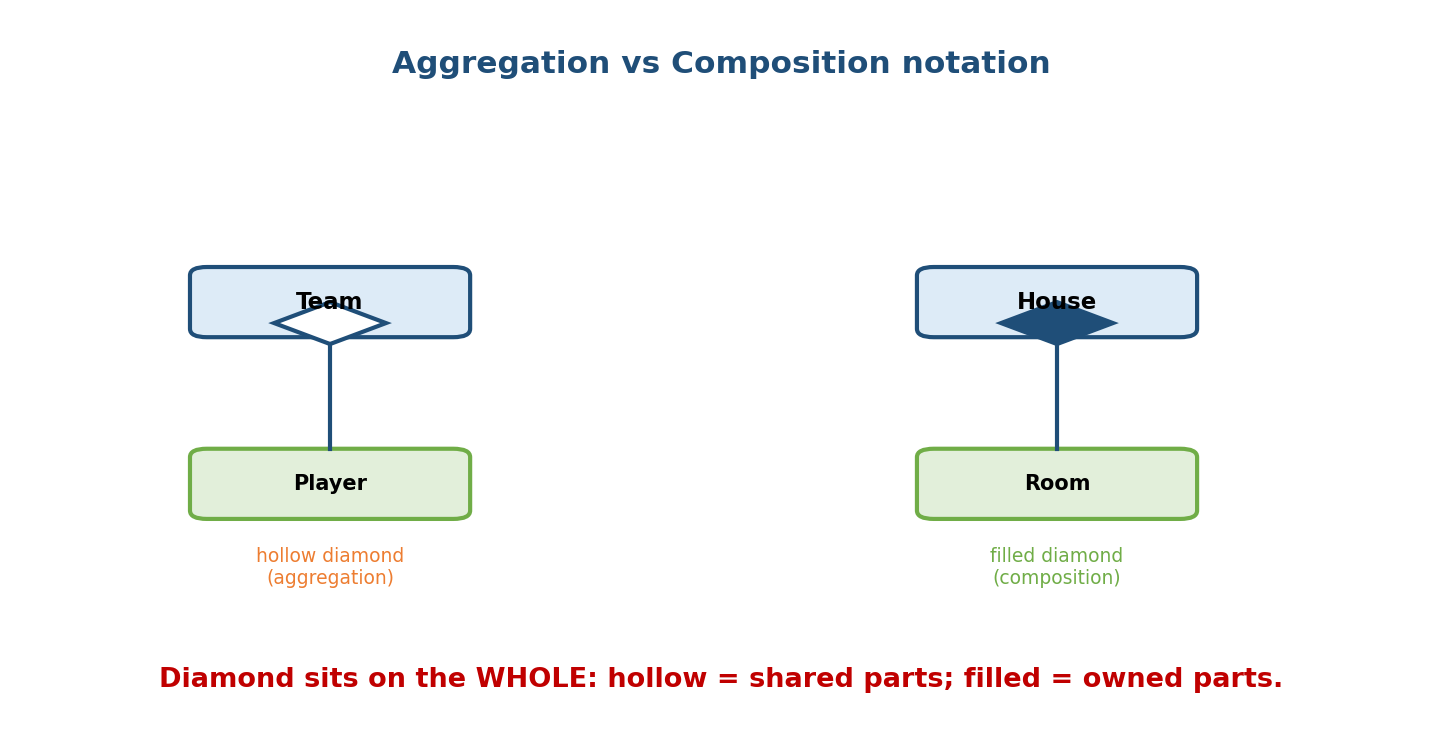 Aggregation vs Composition notation
Team
House
Player
Room
hollow diamond
(aggregation)
filled diamond
(composition)
Diamond sits on the WHOLE: hollow = shared parts; filled = owned parts.